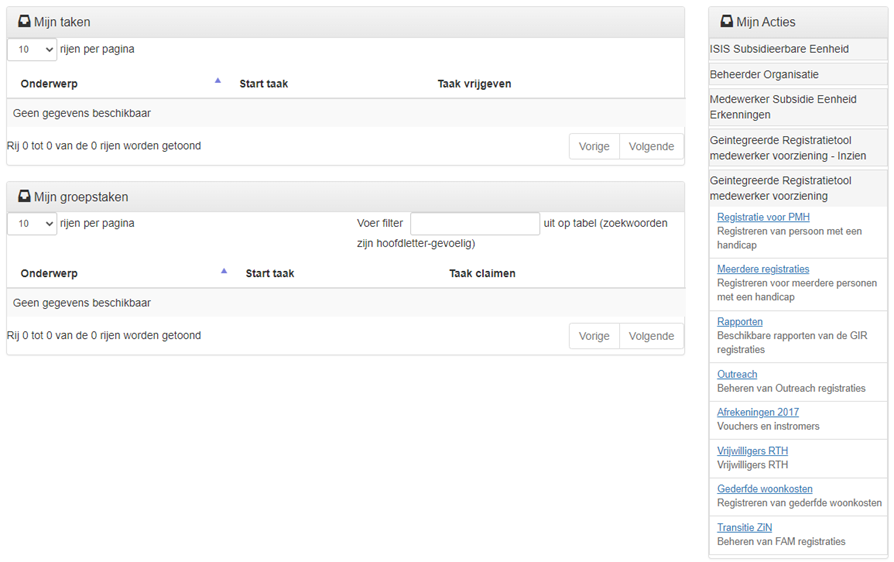 Mijn taken
10 rijen per pagina
Onderwerp Start taak Taak vrijgeven
Geen gegevens beschikbaar
Rij 0 tot 0 van de 0 rijen worden getoond
Vorige Volgende
Mijn groepstaken
10 rijen per pagina
Voer filter uit op tabel (zoekwoorden
zijn hoofdletter-gevoelig)
Onderwerp Start taak Taak claimen
Geen gegevens beschikbaar
Rij 0 tot 0 van de 0 rijen worden getoond
Vorige Volgende
Mijn Acties
ISIS Subsidieerbare Eenheid
Beheerder Organisatie
Medewerker Subsidie Eenheid
Erkenningen
Geintegreerde Registratietool
medewerker voorziening - Inzien
Geintegreerde Registratietool
medewerker voorziening
Registratie voor PMH
Registreren van persoon met een
handicap
Meerdere registraties
Registreren voor meerdere personen
met een handicap
Rapporten
Beschikbare rapporten van de GIR
registraties
Outreach
Beheren van Outreach registraties
Afrekeningen 2017
Vouchers en instromers
Vrijwilligers RTH
Vrijwilligers RTH
Gederfde woonkosten
Registreren van gederfde woonkosten
Transitie ZiN
Beheren van FAM registraties